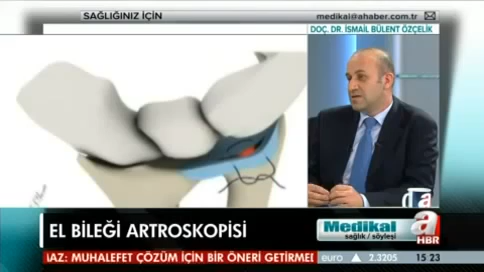 SAĞLIĞINIZ İÇİN
medikal@ahaber.com.tr
DOÇ. DR. İSMAİL BÜLENT ÖZÇELİK
EL BİLEĞİ ARTROSKOPİSİ
Medikal
sağlık / söyleşi
a
HBR
IAZ: MUHALEFET ÇÖZÜM İÇİN BİR ÖNERİ GETİRMEI
euro ▲ 2.3205
15 23